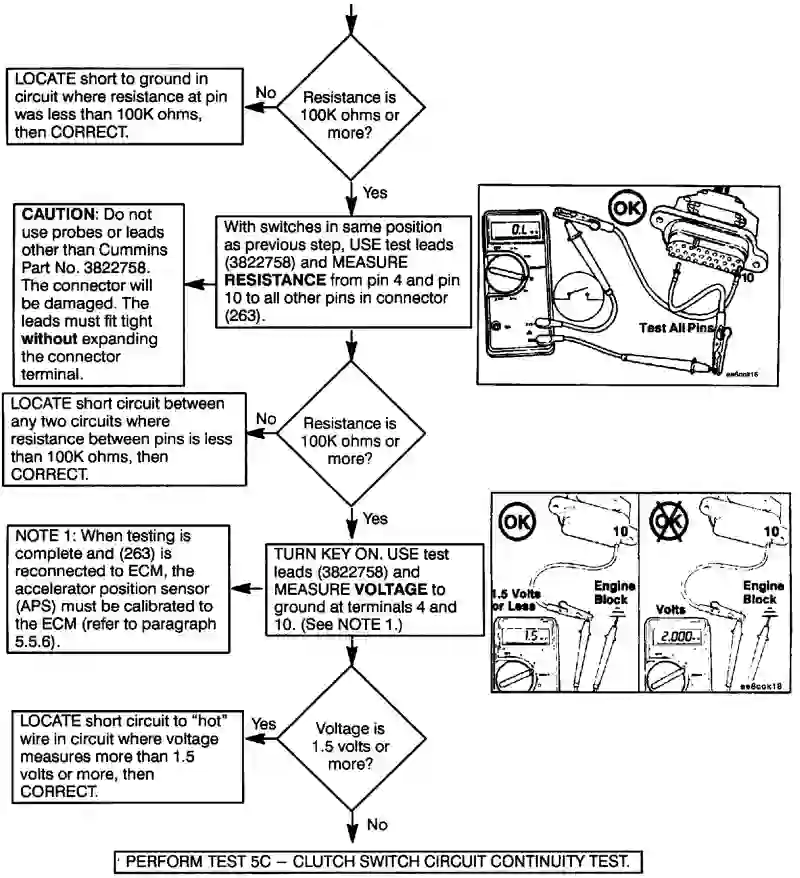 Resistance is
100K ohms or
more?
No
LOCATE short to ground in
circuit where resistance at pin
was less than 100K ohms,
then CORRECT.
Yes
CAUTION: Do not
use probes or leads
other than Cummins
Part No. 3822758.
The connector will
be damaged. The
leads must fit tight
without expanding
the connector
terminal.
With switches in same position
as previous step, USE test leads
(3822758) and MEASURE
RESISTANCE from pin 4 and pin
10 to all other pins in connector
(263).
OK
0.L
10
Test All Pins
Resistance is
100K ohms or
more?
No
LOCATE short circuit between
any two circuits where
resistance between pins is less
than 100K ohms, then
CORRECT.
Yes
NOTE 1: When testing is
complete and (263) is
reconnected to ECM, the
accelerator position sensor
(APS) must be calibrated to
the ECM (refer to paragraph
5.5.6).
TURN KEY ON. USE test
leads (3822758) and
MEASURE VOLTAGE to
ground at terminals 4 and
10. (See NOTE 1.)
OK
10
1.5 Volts
or Less
Engine
Block
1.5
OK
10
Volts
Engine
Block
2.000
ee8cok18
Voltage is
1.5 volts or
more?
Yes
LOCATE short circuit to "hot"
wire in circuit where voltage
measures more than 1.5
volts or more, then
CORRECT.
No
PERFORM TEST 5C – CLUTCH SWITCH CIRCUIT CONTINUITY TEST.